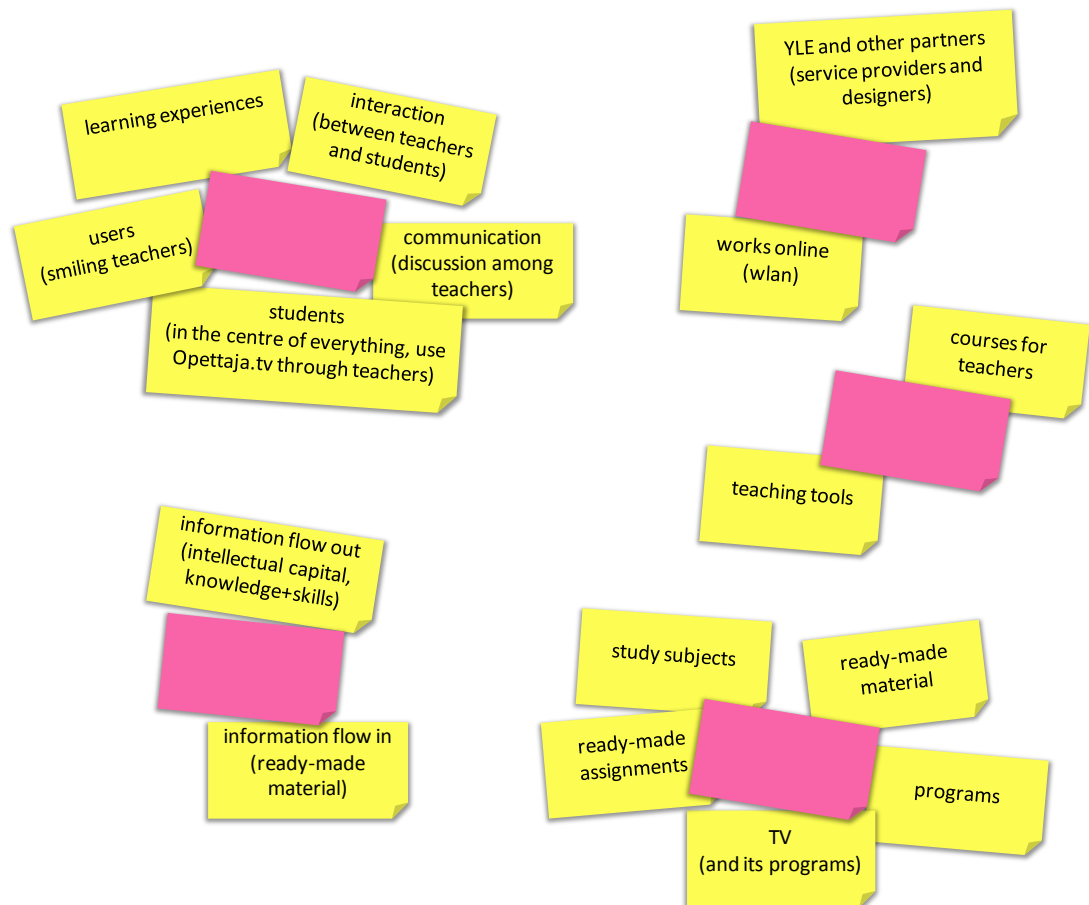 learning experiences
interaction
(between teachers
and students)
users
(smiling teachers)
communication
(discussion among
teachers)
students
(in the centre of everything, use
Opettaja.tv through teachers)
YLE and other partners
(service providers and
designers)
works online
(wlan)
courses for
teachers
teaching tools
information flow out
(intellectual capital,
knowledge+skills)
information flow in
(ready-made
material)
study subjects
ready-made
material
ready-made
assignments
programs
TV
(and its programs)